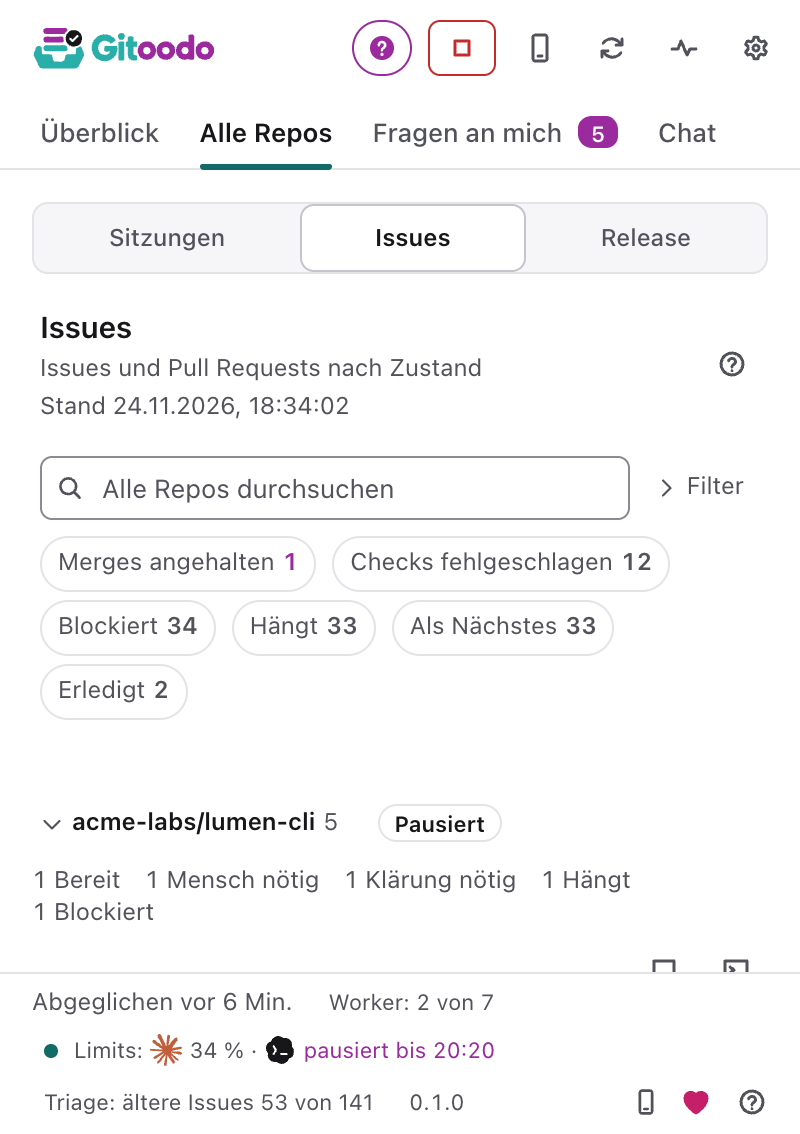 Gitoodo
Überblick
Alle Repos
Fragen an mich 5
Chat
Sitzungen
Issues
Release
Issues
Issues und Pull Requests nach Zustand
Stand 24.11.2026, 18:34:02
Alle Repos durchsuchen
Filter
Merges angehalten 1
Checks fehlgeschlagen 12
Blockiert 34
Hängt 33
Als Nächstes 33
Erledigt 2
acme-labs/lumen-cli 5
Pausiert
1 Bereit 1 Mensch nötig 1 Klärung nötig 1 Hängt
1 Blockiert
Abgeglichen vor 6 Min. Worker: 2 von 7
Limits: 34 % · pausiert bis 20:20
Triage: ältere Issues 53 von 141 0.1.0